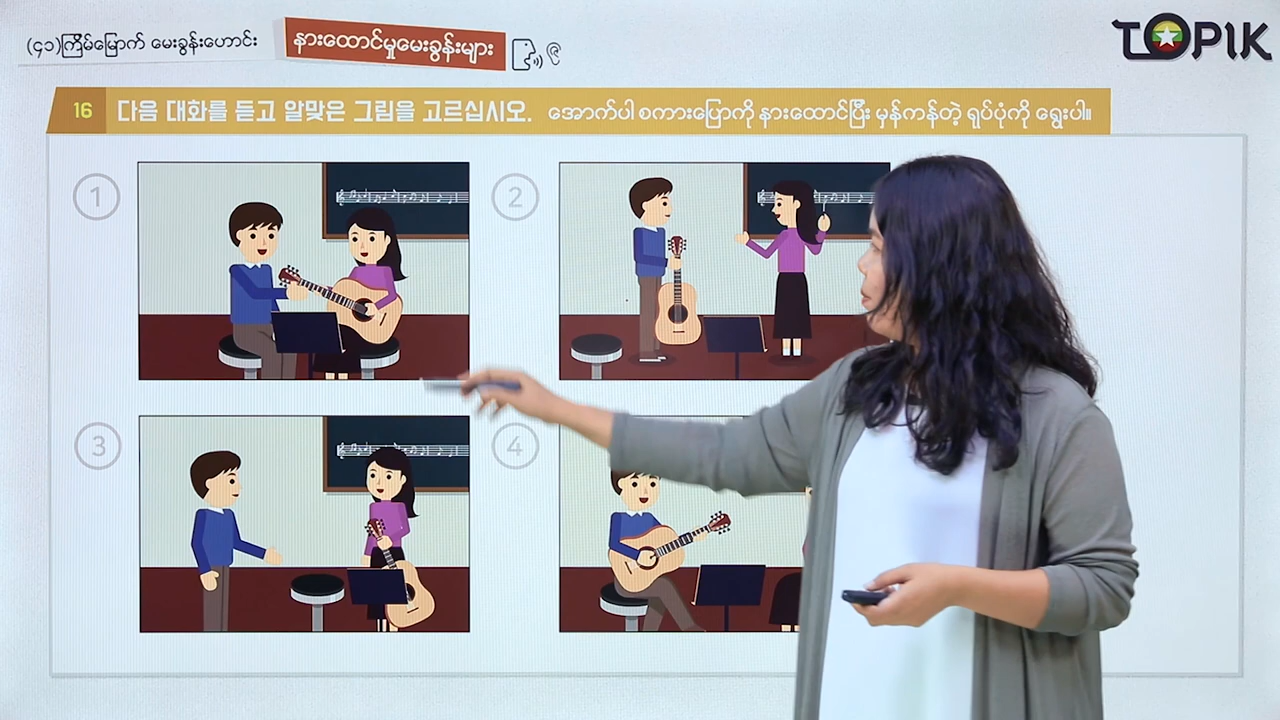 (၄၁)ကြိမ်မြောက် မေးခွန်းဟောင်း
နားထောင်မှုမေးခွန်းများ
၉
TOPIK
16 다음 대화를 듣고 알맞은 그림을 고르십시오. အောက်ပါ စကားပြောကို နားထောင်ပြီး မှန်ကန်တဲ့ ရုပ်ပုံကို ရွေးပါ။
1
2
3
4